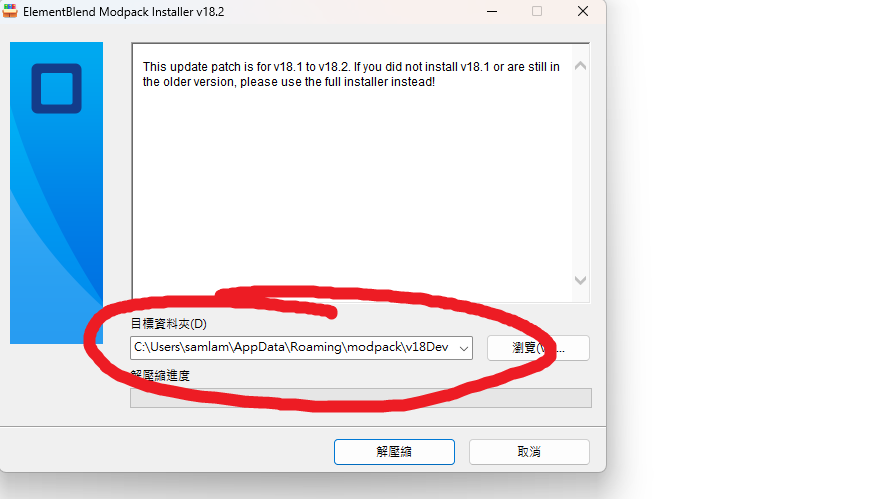 ElementBlend Modpack Installer v18.2
This update patch is for v18.1 to v18.2. If you did not install v18.1 or are still in
the older version, please use the full installer instead!
目標資料夾(D)
C:\Users\samlam\AppData\Roaming\modpack\v18Dev
瀏覽(
解壓縮進度
解壓縮
取消